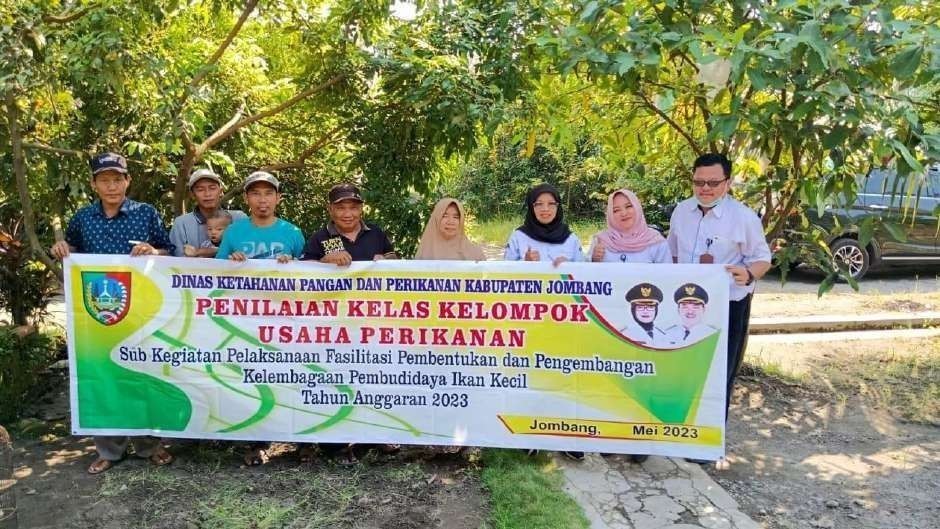 DINAS KETAHANAN PANGAN DAN PERIKANAN KABUPATEN JOMBANG
PENILAIAN KELAS KELOMPOK
USAHA PERIKANAN
Sub Kegiatan Pelaksanaan Fasilitasi Pembentukan dan Pengembangan
Kelembagaan Pembudidaya Ikan Kecil
Tahun Anggaran 2023
Jombang, Mei 2023